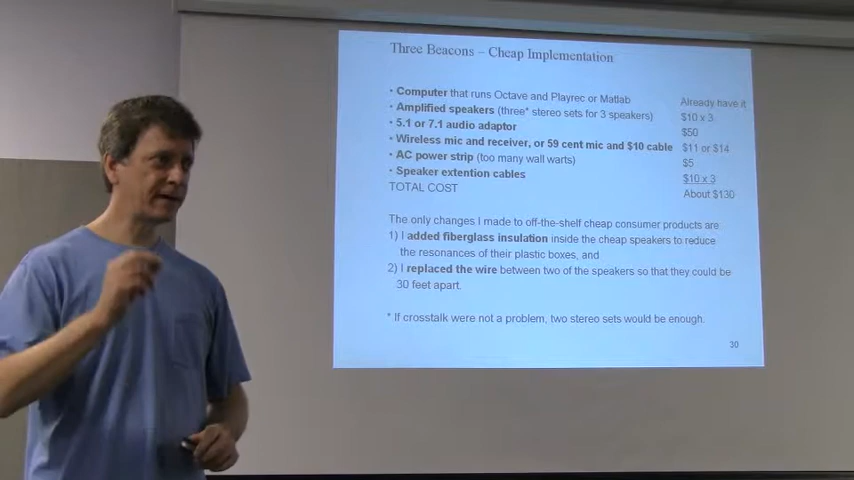 Three Beacons – Cheap Implementation
• Computer that runs Octave and Playrec or Matlab Already have it
• Amplified speakers (three* stereo sets for 3 speakers) $10 x 3
• 5.1 or 7.1 audio adaptor $50
• Wireless mic and receiver, or 59 cent mic and $10 cable $11 or $14
• AC power strip (too many wall warts) $5
• Speaker extention cables $10 x 3
TOTAL COST About $130
The only changes I made to off-the-shelf cheap consumer products are:
1) I added fiberglass insulation inside the cheap speakers to reduce
the resonances of their plastic boxes, and
2) I replaced the wire between two of the speakers so that they could be
30 feet apart.
* If crosstalk were not a problem, two stereo sets would be enough.
30